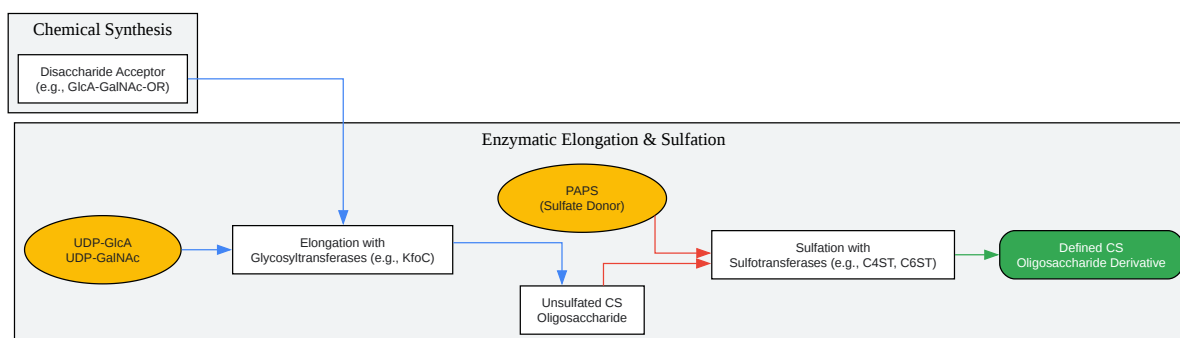 Chemical Synthesis
Disaccharide Acceptor
(e.g., GlcA-GalNAc-OR)
Enzymatic Elongation & Sulfation
PAPS
(Sulfate Donor)
UDP-GlcA
UDP-GalNAc
Elongation with
Glycosyltransferases (e.g., KfoC)
Unsulfated CS
Oligosaccharide
Sulfation with
Sulfotransferases (e.g., C4ST, C6ST)
Defined CS
Oligosaccharide Derivative